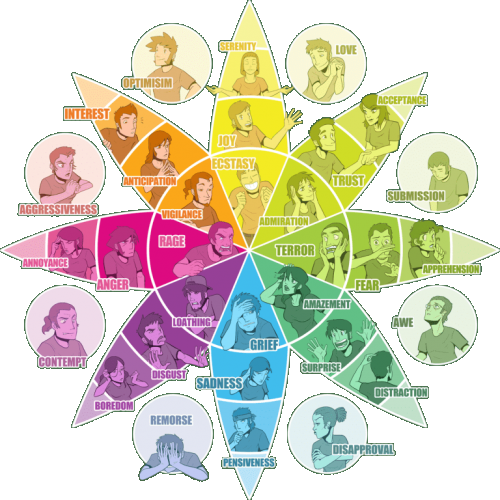 SERENITY
LOVE
OPTIMISIM
ACCEPTANCE
INTEREST
JOY
ECSTASY
TRUST
ANTICIPATION
SUBMISSION
AGGRESSIVENESS
VIGILANCE
ADMIRATION
RAGE
TERROR
ANNOYANCE
ANGER
FEAR
APPREHENSION
AMAZEMENT
LOATHING
AWE
GRIEF
CONTEMPT
SURPRISE
DISGUST
SADNESS
DISTRACTION
BOREDOM
REMORSE
DISAPPROVAL
PENSIVENESS